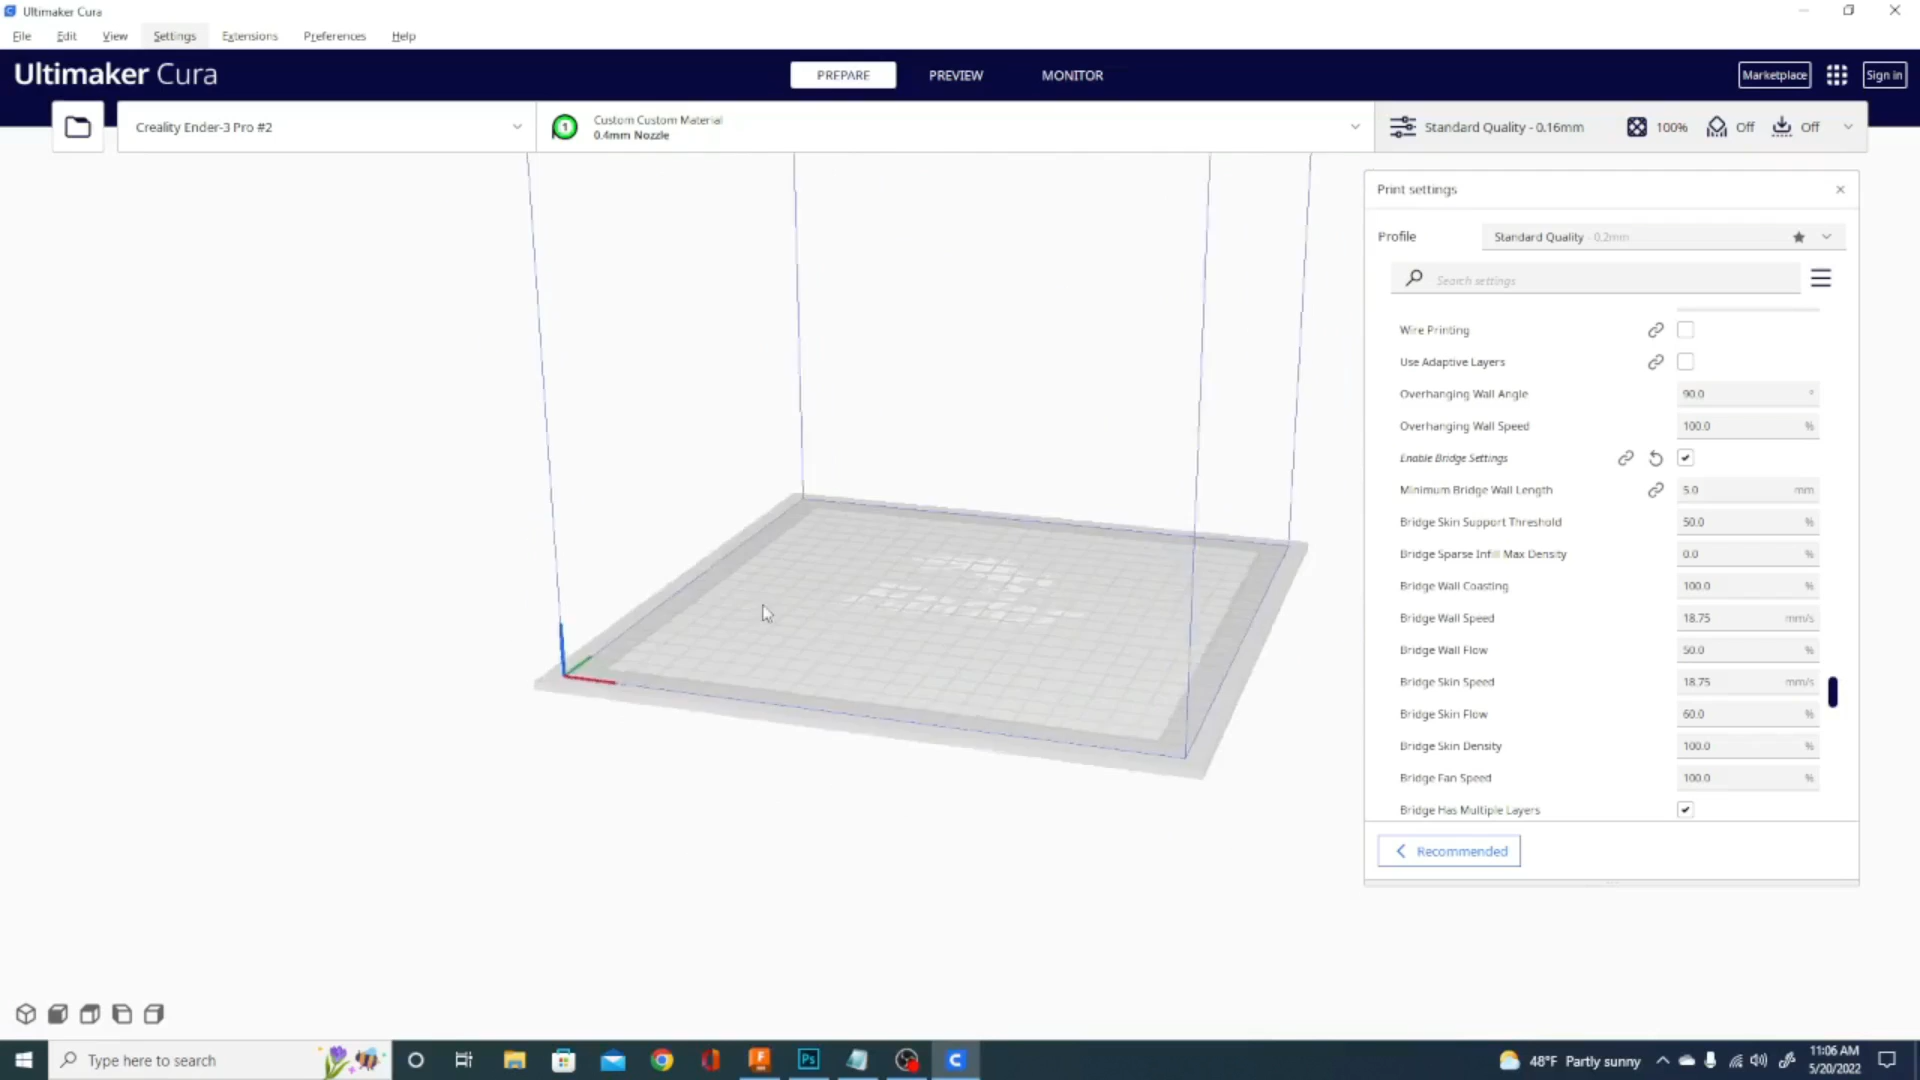 Ultimaker Cura
File Edit View Settings Extensions Preferences Help
Ultimaker Cura
PREPARE PREVIEW MONITOR
Marketplace Sign in
Creality Ender-3 Pro #2
1 Custom Custom Material
0.4mm Nozzle
Standard Quality - 0.16mm 100% Off Off
Print settings
Profile Standard Quality - 0.2mm
Search settings
Wire Printing
Use Adaptive Layers
Overhanging Wall Angle 90.0 °
Overhanging Wall Speed 100.0 %
Enable Bridge Settings
Minimum Bridge Wall Length 5.0 mm
Bridge Skin Support Threshold 50.0 %
Bridge Sparse Infill Max Density 0.0 %
Bridge Wall Coasting 100.0 %
Bridge Wall Speed 18.75 mm/s
Bridge Wall Flow 50.0 %
Bridge Skin Speed 18.75 mm/s
Bridge Skin Flow 60.0 %
Bridge Skin Density 100.0 %
Bridge Fan Speed 100.0 %
Bridge Has Multiple Layers
Recommended
Type here to search
Ps
48°F Partly sunny
11:06 AM
5/20/2022